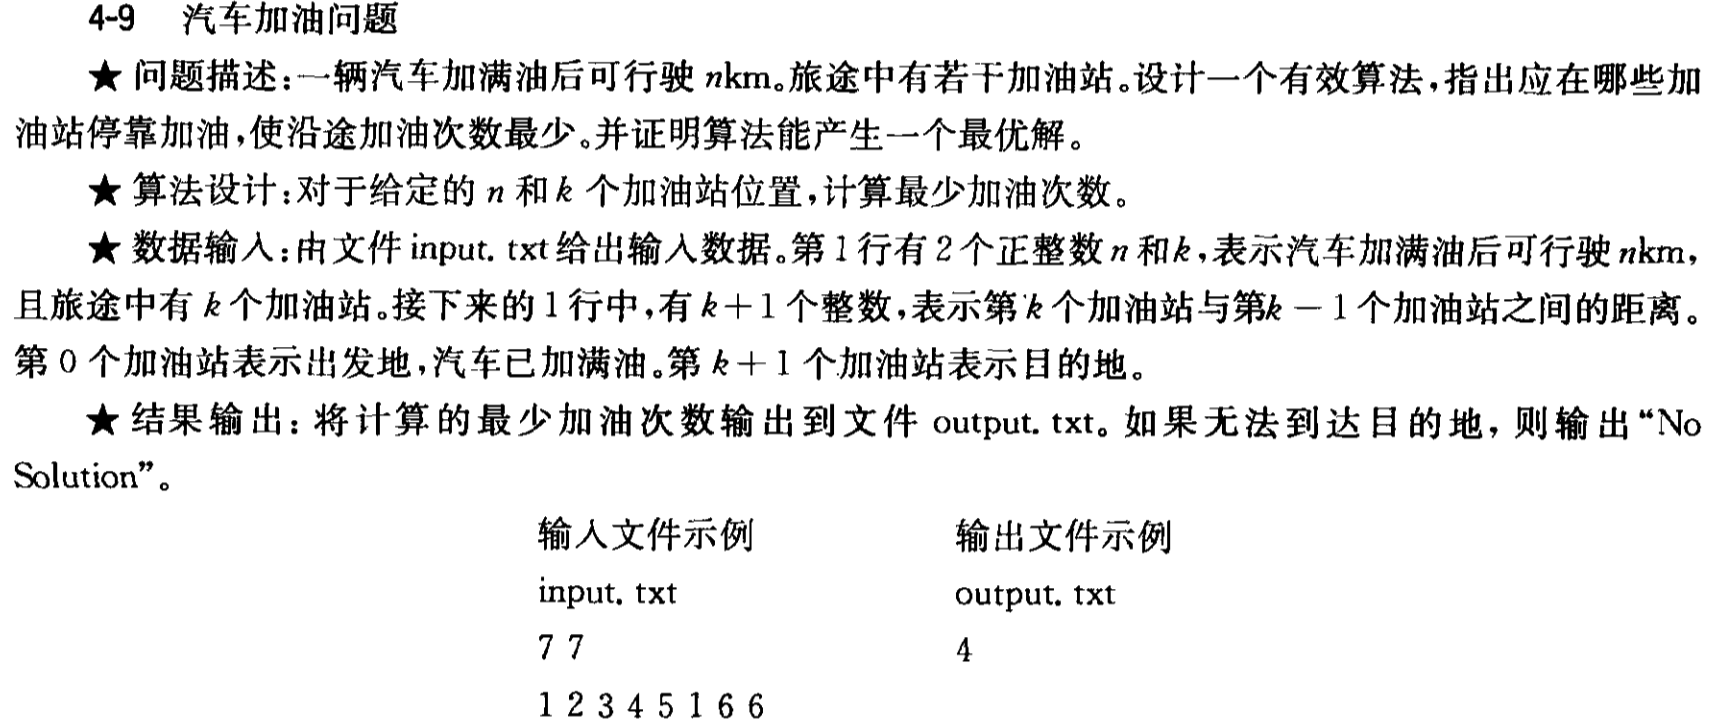 4-9 汽车加油问题
★ 问题描述:一辆汽车加满油后可行驶 nkm。旅途中有若干加油站。设计一个有效算法,指出应在哪些加
油站停靠加油,使沿途加油次数最少。并证明算法能产生一个最优解。
★ 算法设计:对于给定的 n 和 k 个加油站位置,计算最少加油次数。
★ 数据输入:由文件 input. txt 给出输入数据。第 1 行有 2 个正整数 n 和 k,表示汽车加满油后可行驶 nkm,
且旅途中有 k 个加油站。接下来的 1 行中,有 k+1 个整数,表示第 k 个加油站与第k-1 个加油站之间的距离。
第 0 个加油站表示出发地,汽车已加满油。第 k+1 个加油站表示目的地。
★ 结果输出: 将计算的最少加油次数输出到文件 output. txt。如果无法到达目的地, 则输出“No
Solution”。
输入文件示例 输出文件示例
input. txt output. txt
7 7 4
1 2 3 4 5 1 6 6